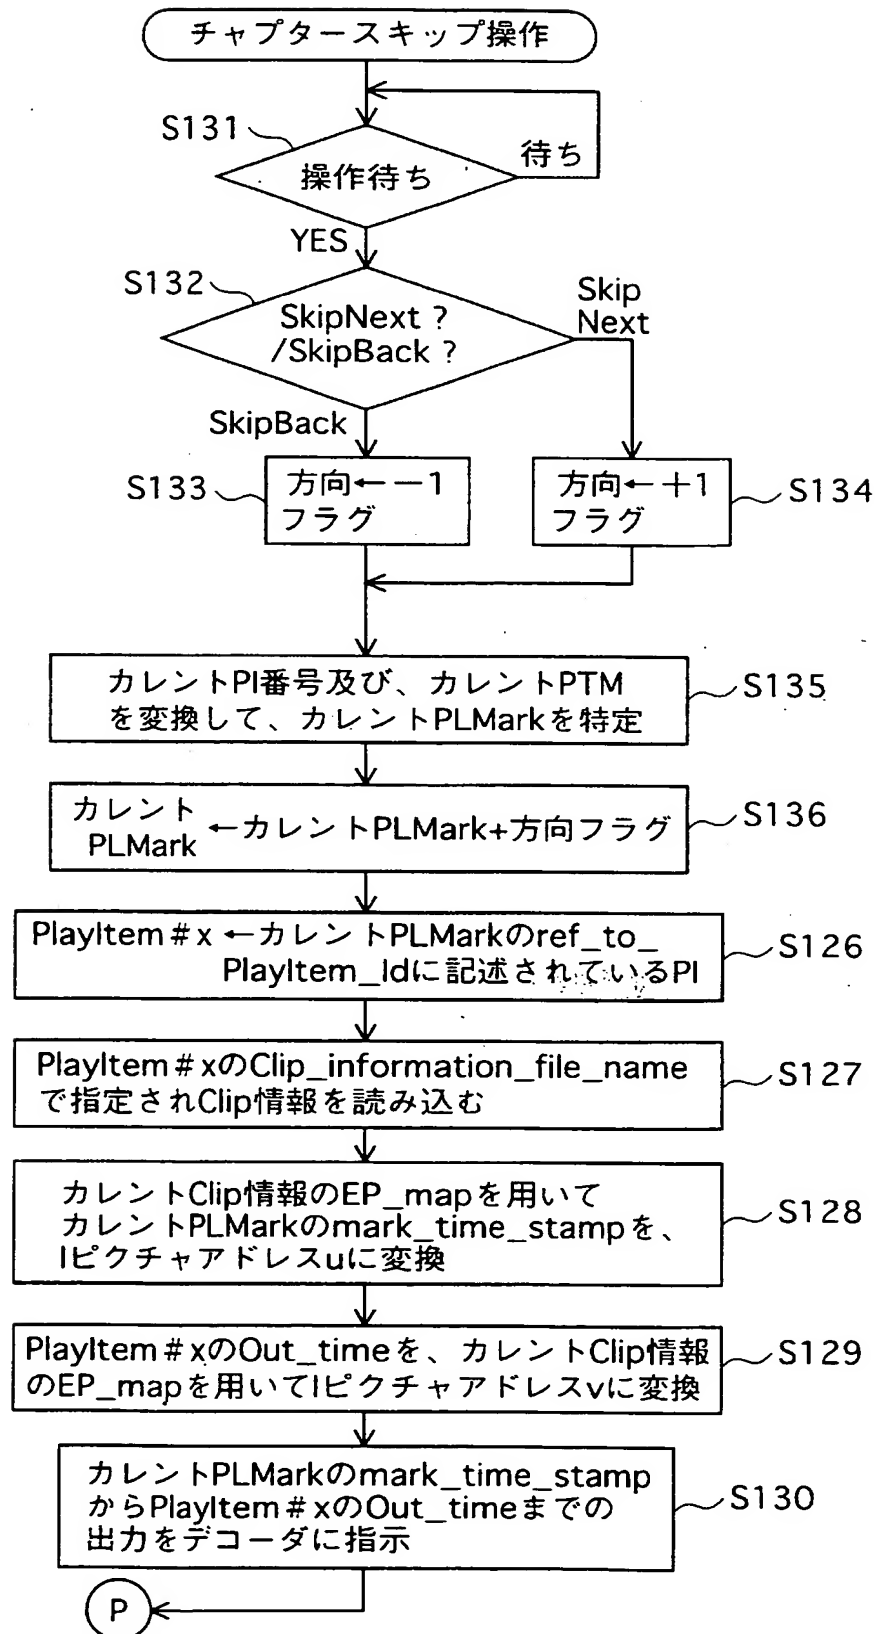 チャプタースキップ操作
S131
待ち
操作待ち
YES
S132
Skip
Next
SkipNext ?
/SkipBack ?
SkipBack
S133
方向←−1
フラグ
方向←+1
フラグ
S134
カレントPI番号及び、カレントPTM
を変換して、カレントPLMarkを特定
S135
カレント
PLMark
←カレントPLMark+方向フラグ
S136
PlayItem#x ←カレントPLMarkのref_to_
PlayItem_Idに記述されているPI
S126
PlayItem#xのClip_information_file_name
で指定されClip情報を読み込む
S127
カレントClip情報のEP_mapを用いて
カレントPLMarkのmark_time_stampを、
Iピクチャアドレスuに変換
S128
PlayItem#xのOut_timeを、カレントClip情報
のEP_mapを用いてIピクチャアドレスvに変換
S129
カレントPLMarkのmark_time_stamp
からPlayItem#xのOut_timeまでの
出力をデコーダに指示
S130
P